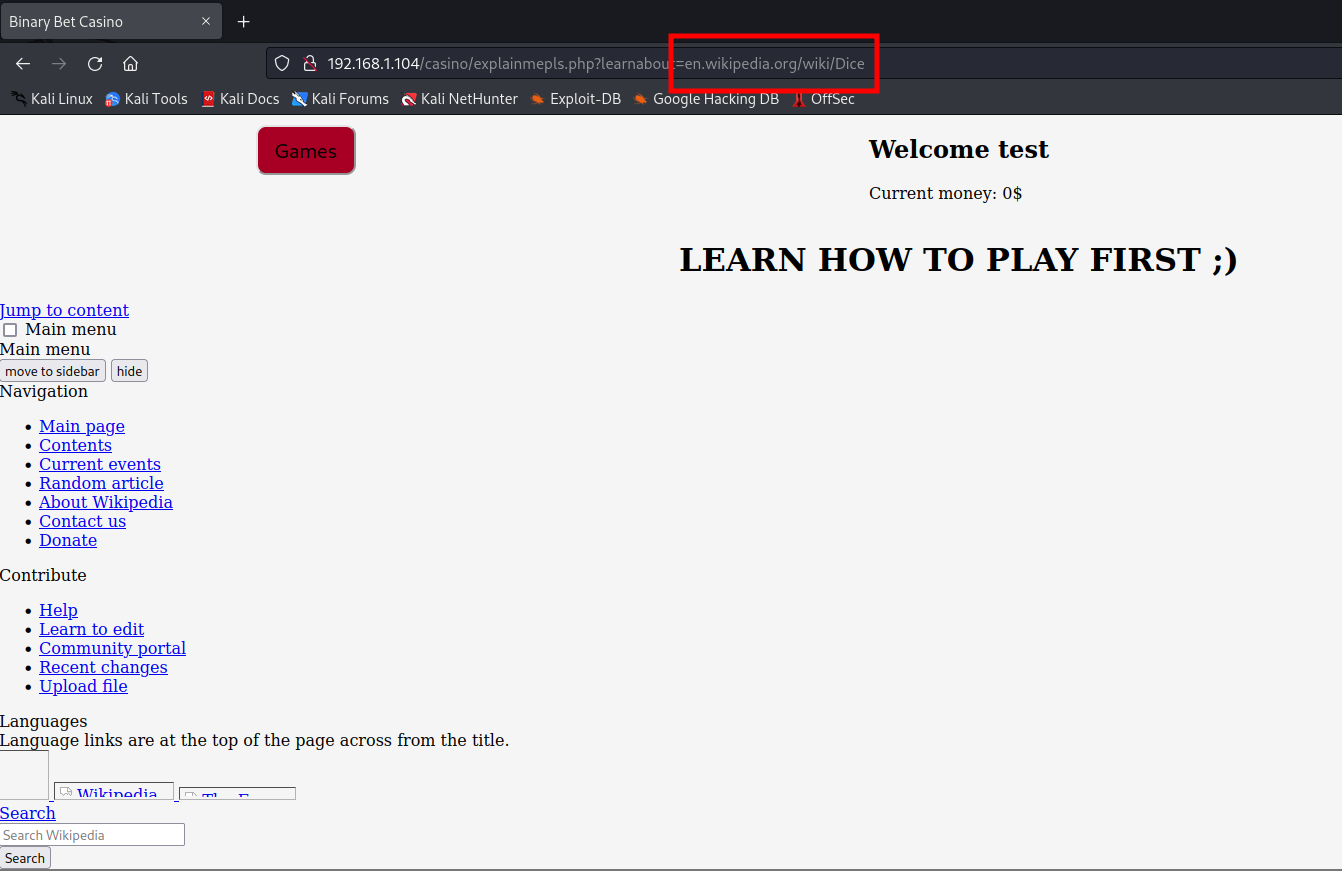 Binary Bet Casino
192.168.1.104/casino/explainmepls.php?learnabout=en.wikipedia.org/wiki/Dice
Kali Linux Kali Tools Kali Docs Kali Forums Kali NetHunter Exploit-DB Google Hacking DB OffSec
Games
Welcome test
Current money: 0$
LEARN HOW TO PLAY FIRST ;)
Jump to content
Main menu
Main menu
move to sidebar hide
Navigation
Main page
Contents
Current events
Random article
About Wikipedia
Contact us
Donate
Contribute
Help
Learn to edit
Community portal
Recent changes
Upload file
Languages
Language links are at the top of the page across from the title.
Wikipedia
Search
Search Wikipedia
Search